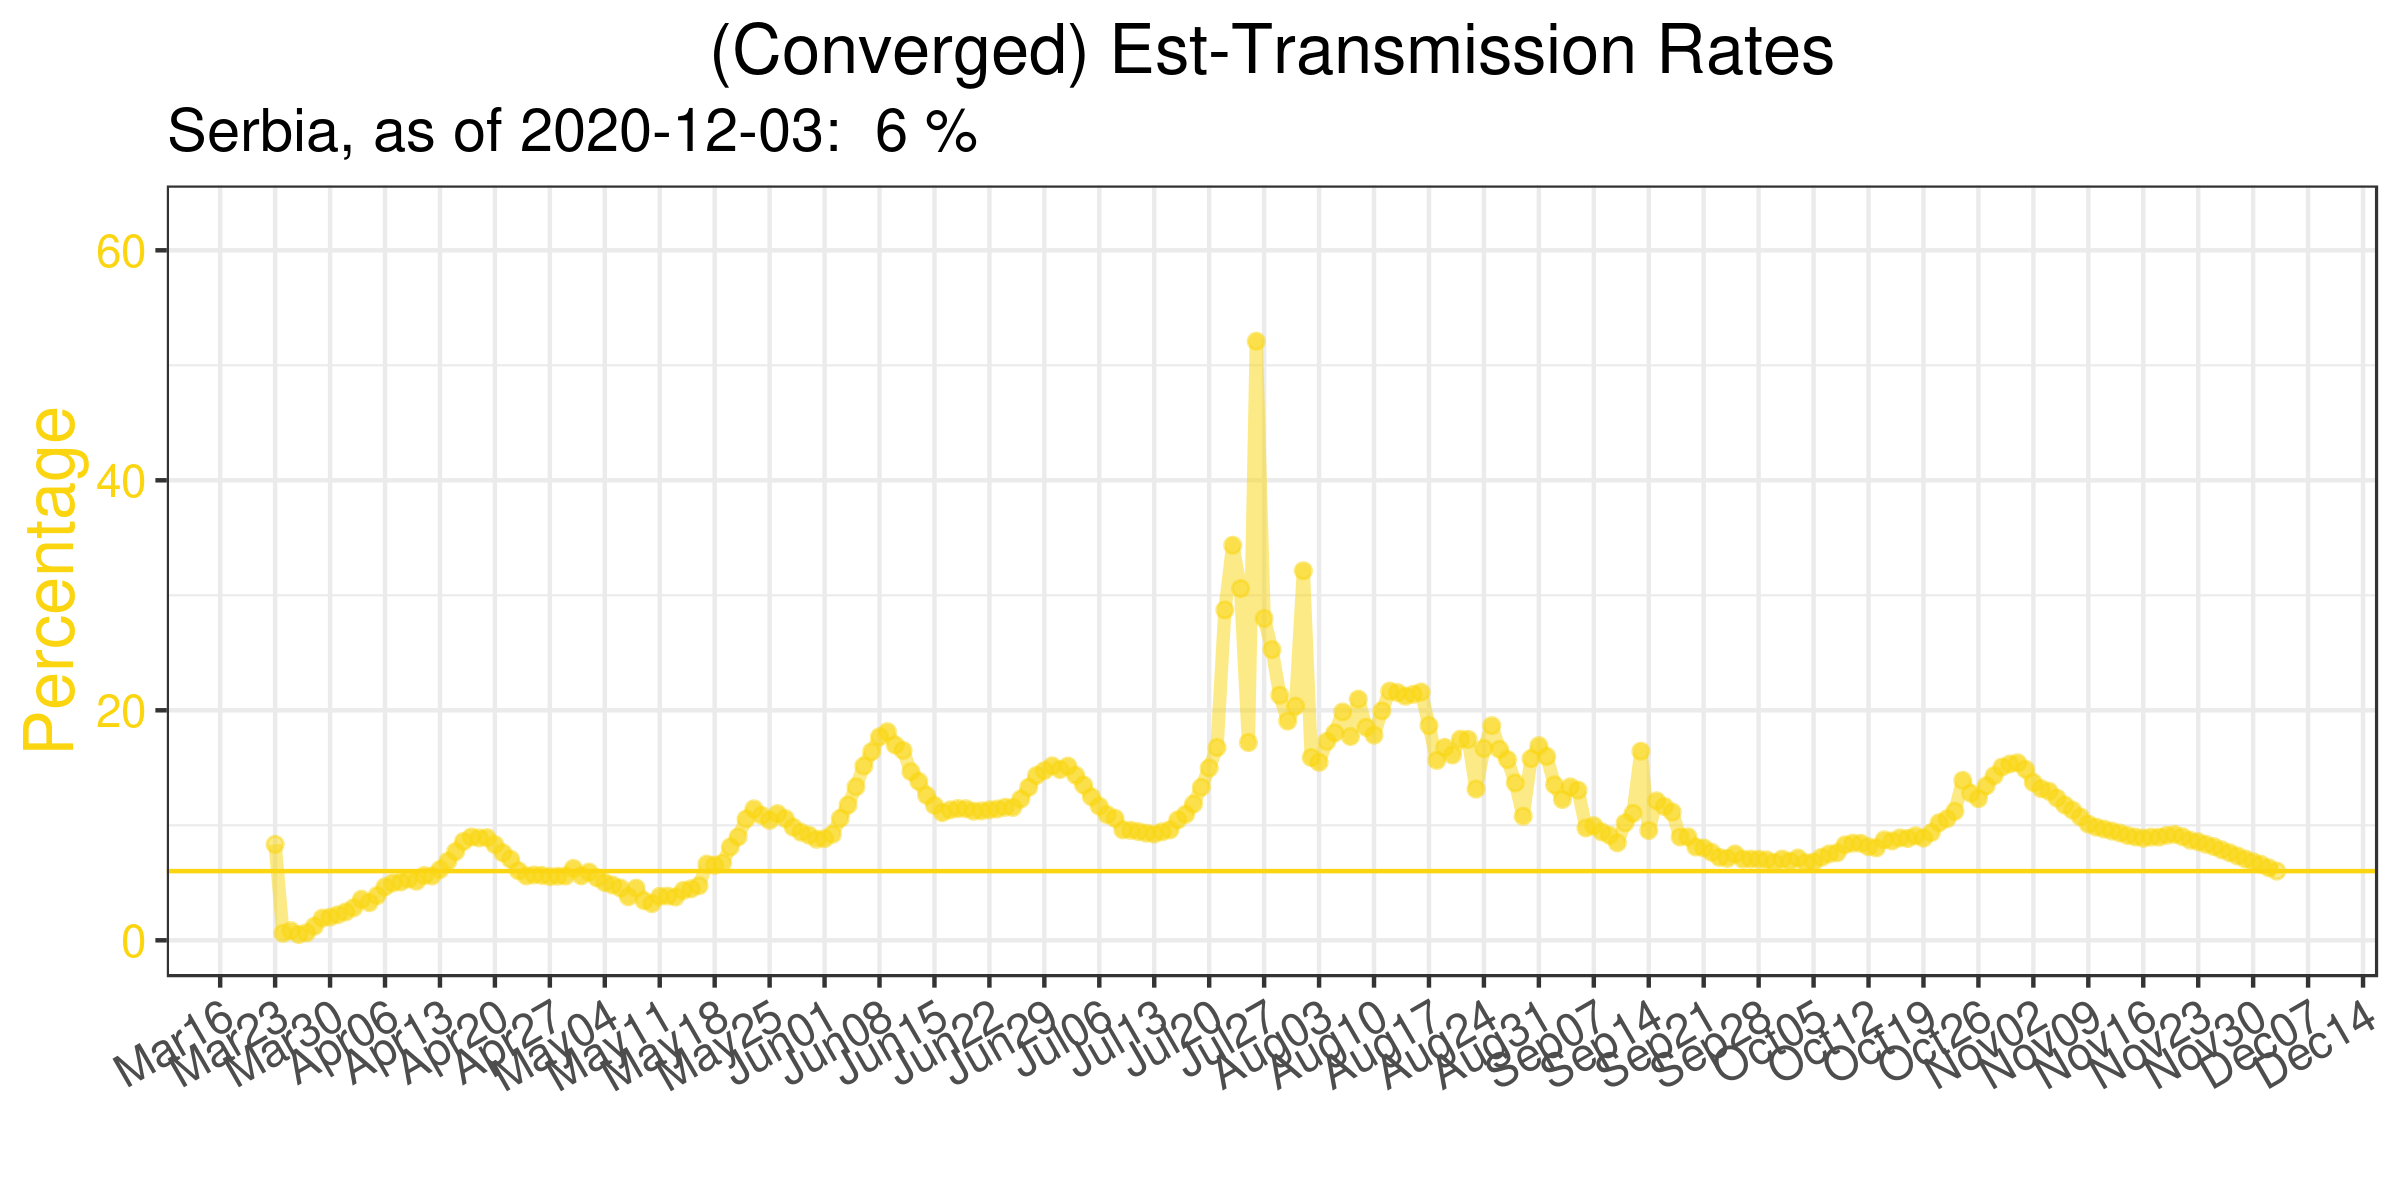 (Converged) Est-Transmission Rates
Serbia, as of 2020-12-03:  6 %
Percentage
60
40
20
0
Mar16
Mar23
Mar30
Apr06
Apr13
Apr20
Apr27
May04
May11
May18
May25
Jun01
Jun08
Jun15
Jun22
Jun29
Jul06
Jul13
Jul20
Jul27
Aug03
Aug10
Aug17
Aug24
Aug31
Sep07
Sep14
Sep21
Sep28
Oct05
Oct12
Oct19
Oct26
Nov02
Nov09
Nov16
Nov23
Nov30
Dec07
Dec14